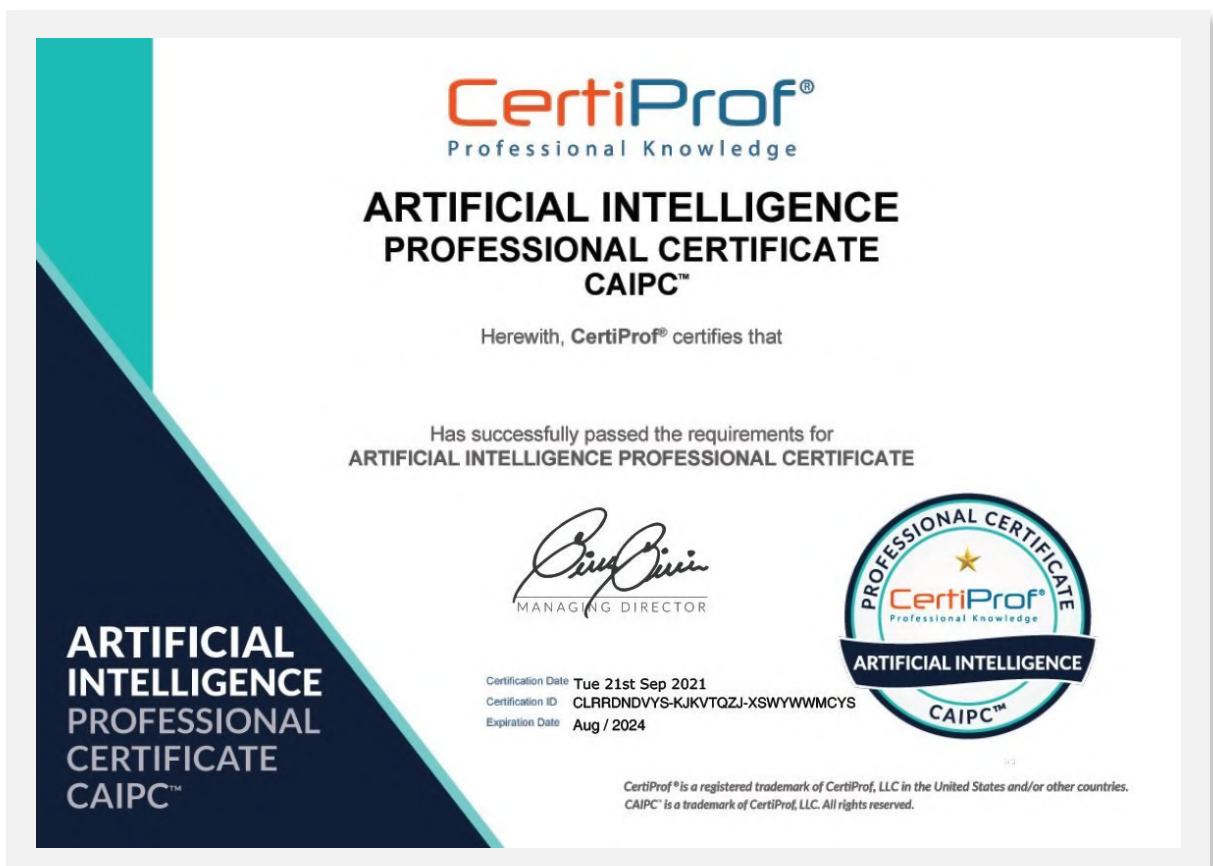 CertiProf®
Professional Knowledge
ARTIFICIAL INTELLIGENCE
PROFESSIONAL CERTIFICATE
CAIPC™
Herewith, CertiProf® certifies that
Has successfully passed the requirements for
ARTIFICIAL INTELLIGENCE PROFESSIONAL CERTIFICATE
MANAGING DIRECTOR
PROFESSIONAL CERTIFICATE
CertiProf®
Professional Knowledge
ARTIFICIAL INTELLIGENCE
CAIPC™
ARTIFICIAL
INTELLIGENCE
PROFESSIONAL
CERTIFICATE
CAIPC™
Certification Date Tue 21st Sep 2021
Certification ID CLRRDNDVYS-KJKVTQZJ-XSWYWWMCYS
Expiration Date Aug / 2024
CertiProf® is a registered trademark of CertiProf, LLC in the United States and/or other countries.
CAIPC™ is a trademark of CertiProf, LLC. All rights reserved.